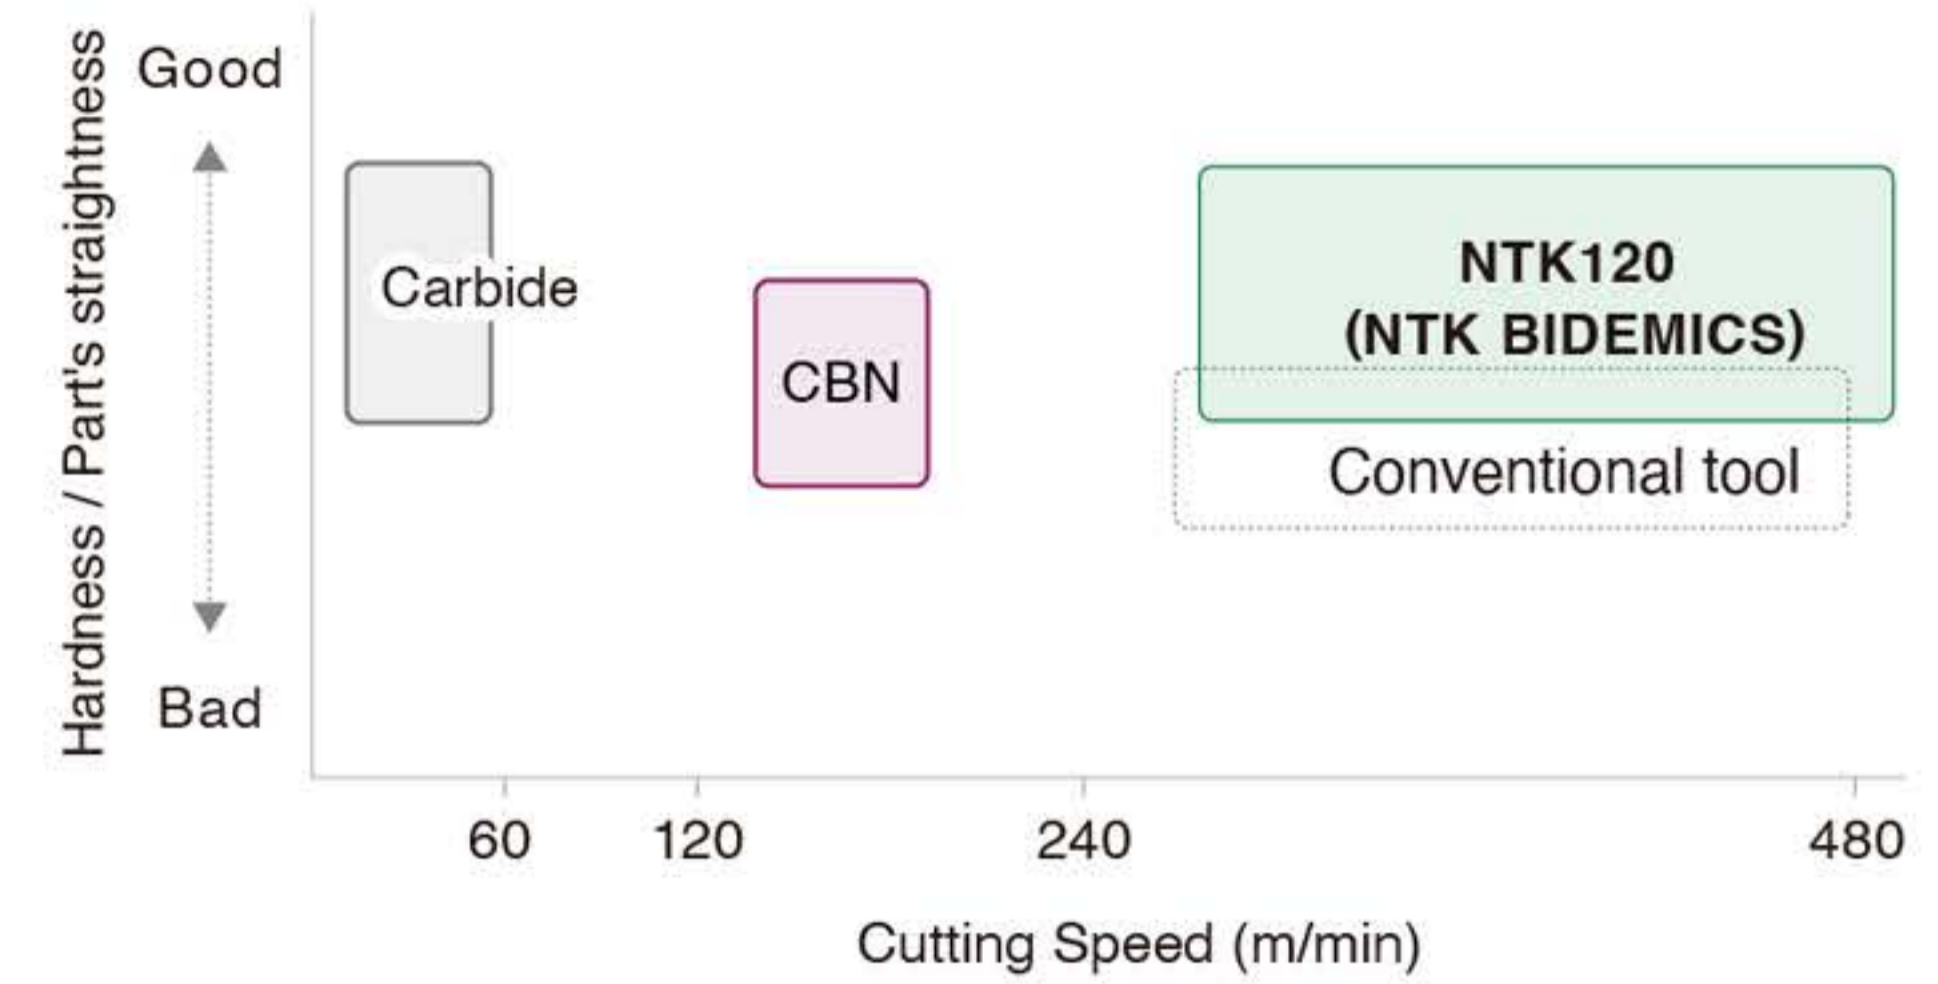 Hardness / Part's straightness
Good
Bad
Carbide
CBN
NTK120
(NTK BIDEMICS)
Conventional tool
60
120
240
480
Cutting Speed (m/min)